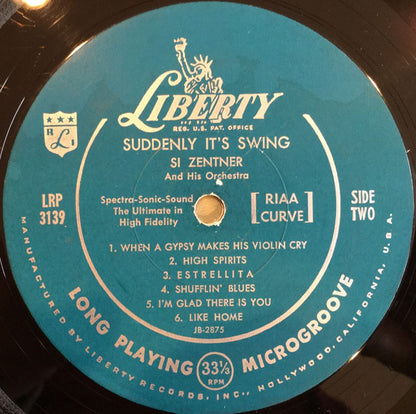 LIBERTY
REG. U.S. PAT. OFFICE
SUDDENLY IT'S SWING
SI ZENTNER
And His Orchestra
R L I
LRP
3139
Spectra-Sonic-Sound
The Ultimate in
High Fidelity
[RIAA
CURVE]
SIDE
TWO
1. WHEN A GYPSY MAKES HIS VIOLIN CRY
2. HIGH SPIRITS
3. ESTRELLITA
4. SHUFFLIN' BLUES
5. I'M GLAD THERE IS YOU
6. LIKE HOME
JB-2875
LONG PLAYING 33⅓ RPM MICROGROOVE
MANUFACTURED BY LIBERTY RECORDS, INC., HOLLYWOOD, CALIFORNIA, U.S.A.